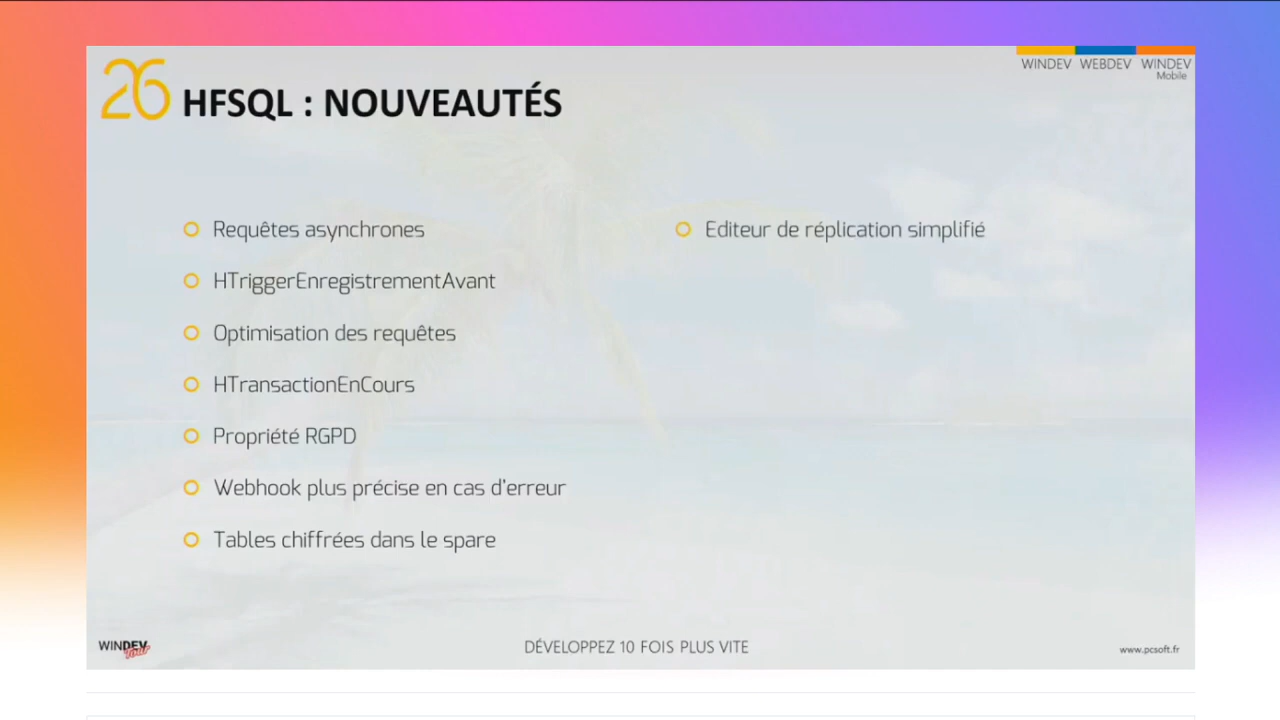 26 HFSQL : NOUVEAUTÉS
WINDEV WEBDEV WINDEV
Mobile
Requêtes asynchrones
HTriggerEnregistrementAvant
Optimisation des requêtes
HTransactionEnCours
Propriété RGPD
Webhook plus précise en cas d'erreur
Tables chiffrées dans le spare
Editeur de réplication simplifié
WINDEV
Tour
DÉVELOPPEZ 10 FOIS PLUS VITE
www.pcsoft.fr